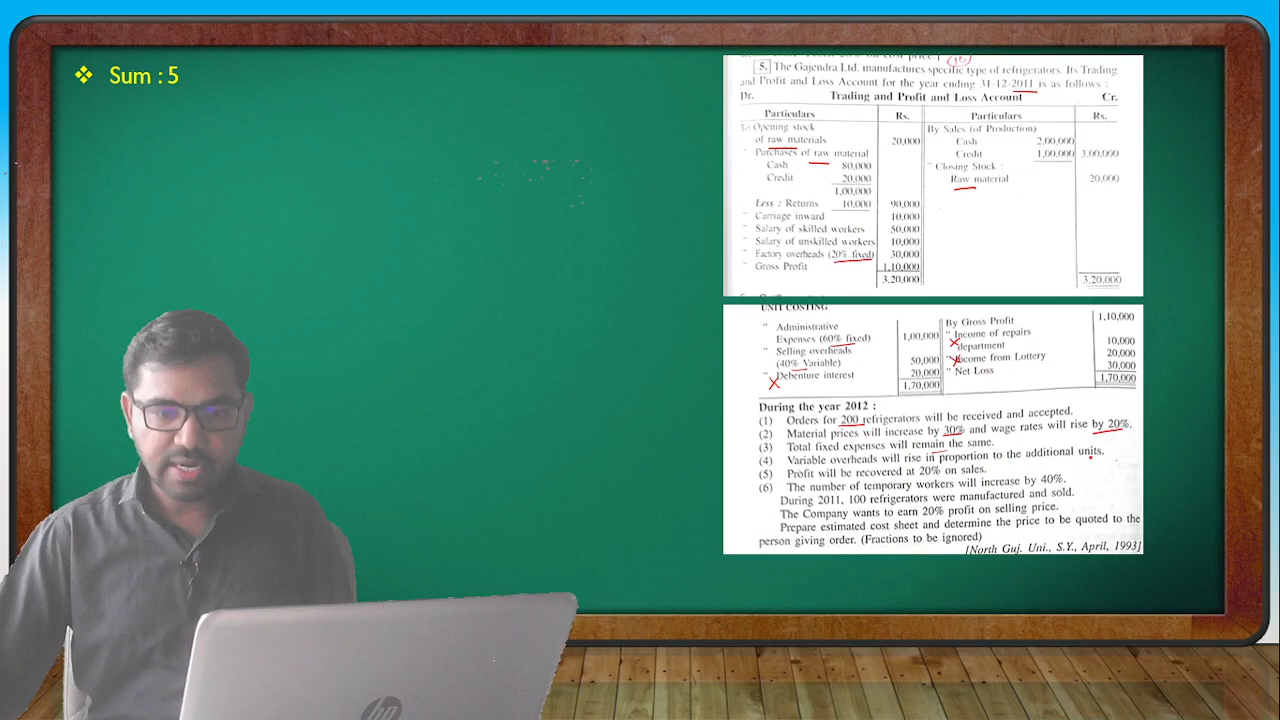 ❖ Sum : 5
5. The Gajendra Ltd. manufactures specific type of refrigerators. Its Trading
and Profit and Loss Account for the year ending 31-12-2011 is as follows :
Dr. Trading and Profit and Loss Account Cr.
Particulars Rs. Particulars Rs.
To Opening stock By Sales (of Production)
of raw materials 20,000 Cash 2,00,000
" Purchases of raw material Credit 1,00,000 3,00,000
Cash 80,000 " Closing Stock :
Credit 20,000 Raw material 20,000
1,00,000
Less : Returns 10,000 90,000
" Carriage inward 10,000
" Salary of skilled workers 50,000
" Salary of unskilled workers 10,000
" Factory overheads (20% fixed) 30,000
" Gross Profit 1,10,000
3,20,000 3,20,000
UNIT COSTING
" Administrative By Gross Profit 1,10,000
Expenses (60% fixed) 1,00,000 " Income of repairs
" Selling overheads department 10,000
(40% Variable) 50,000 " Income from Lottery 20,000
" Debenture interest 20,000 " Net Loss 30,000
1,70,000 1,70,000
During the year 2012 :
(1) Orders for 200 refrigerators will be received and accepted.
(2) Material prices will increase by 30% and wage rates will rise by 20%.
(3) Total fixed expenses will remain the same.
(4) Variable overheads will rise in proportion to the additional units.
(5) Profit will be recovered at 20% on sales.
(6) The number of temporary workers will increase by 40%.
During 2011, 100 refrigerators were manufactured and sold.
The Company wants to earn 20% profit on selling price.
Prepare estimated cost sheet and determine the price to be quoted to the
person giving order. (Fractions to be ignored)
[North Guj. Uni., S.Y., April, 1993]
hp